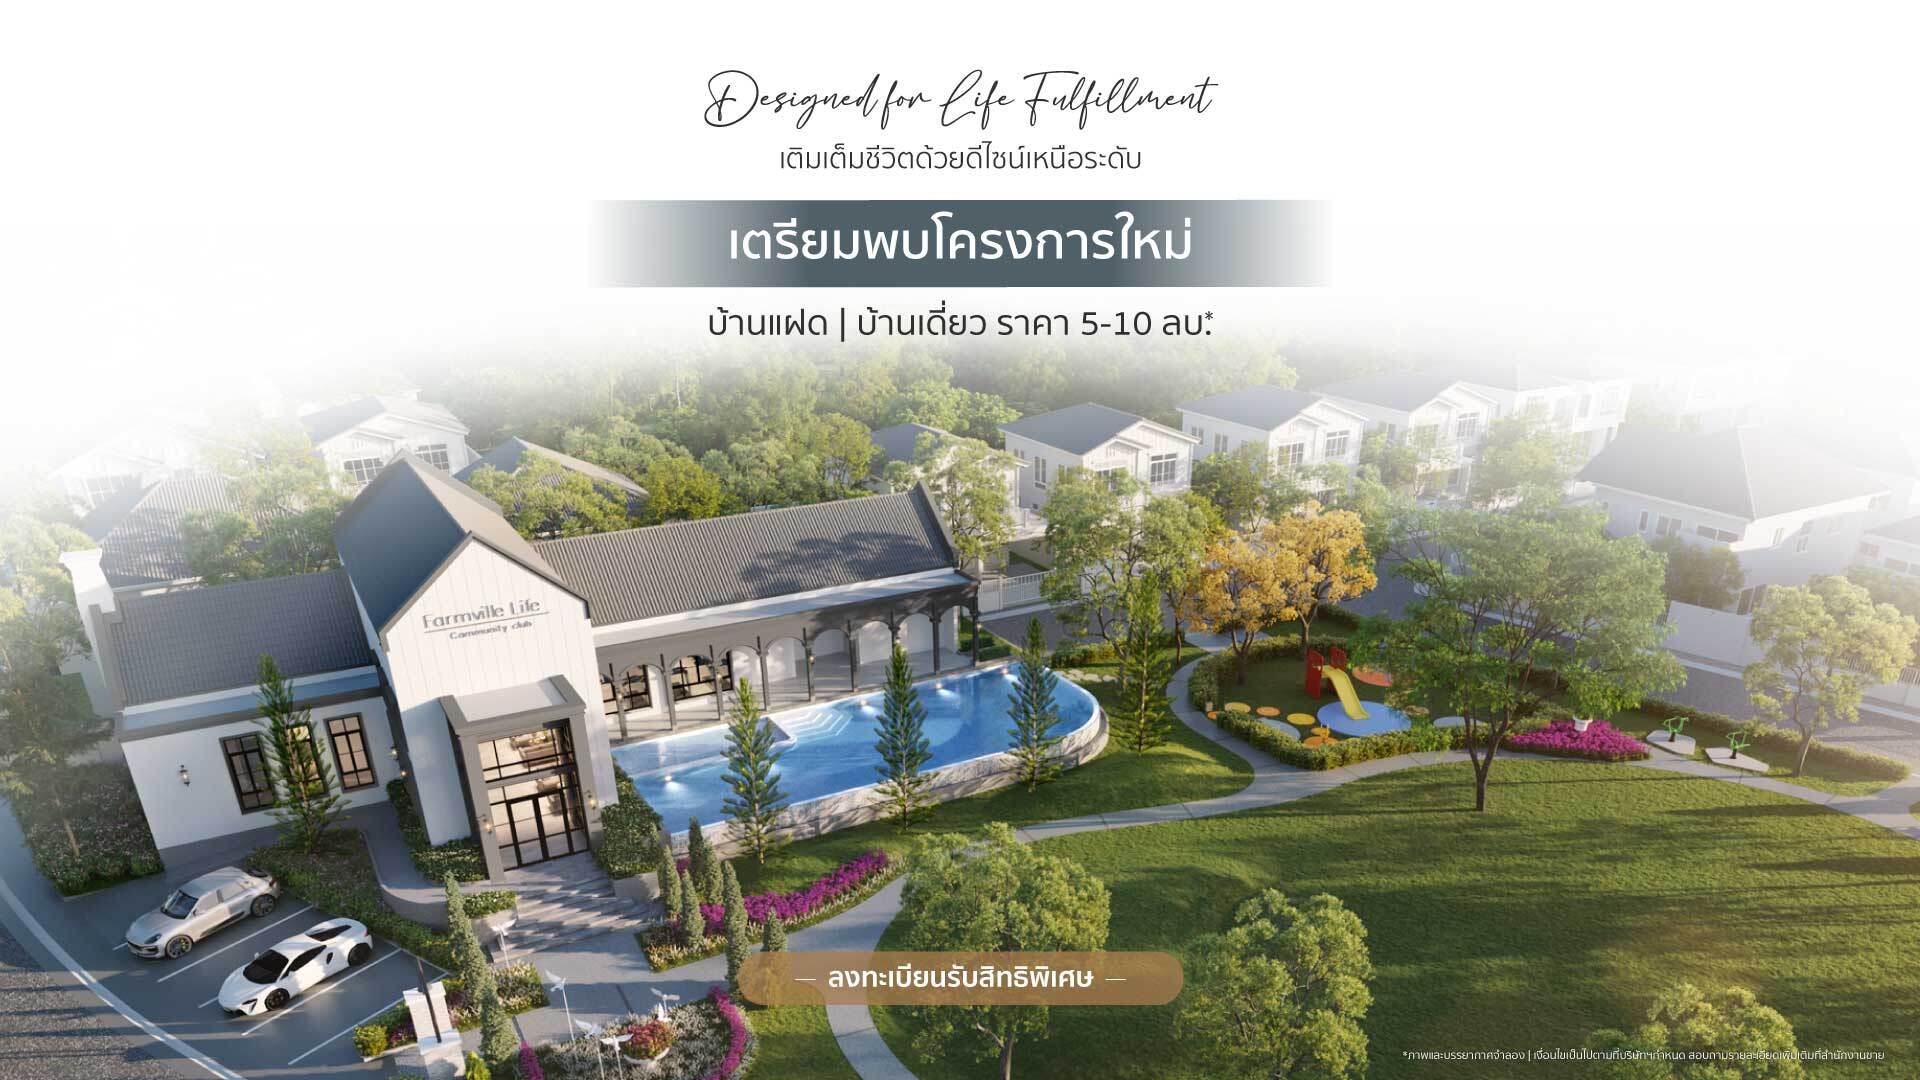 Designed for Life Fulfillment
เติมเต็มชีวิตด้วยดีไซน์เหนือระดับ
เตรียมพบโครงการใหม่
บ้านแฝด | บ้านเดี่ยว ราคา 5-10 ลบ.*
Farmville Life
Community club
— ลงทะเบียนรับสิทธิพิเศษ —
*ภาพและบรรยากาศจำลอง | เงื่อนไขเป็นไปตามที่บริษัทฯกำหนด สอบถามรายละเอียดเพิ่มเติมที่สำนักงานขาย